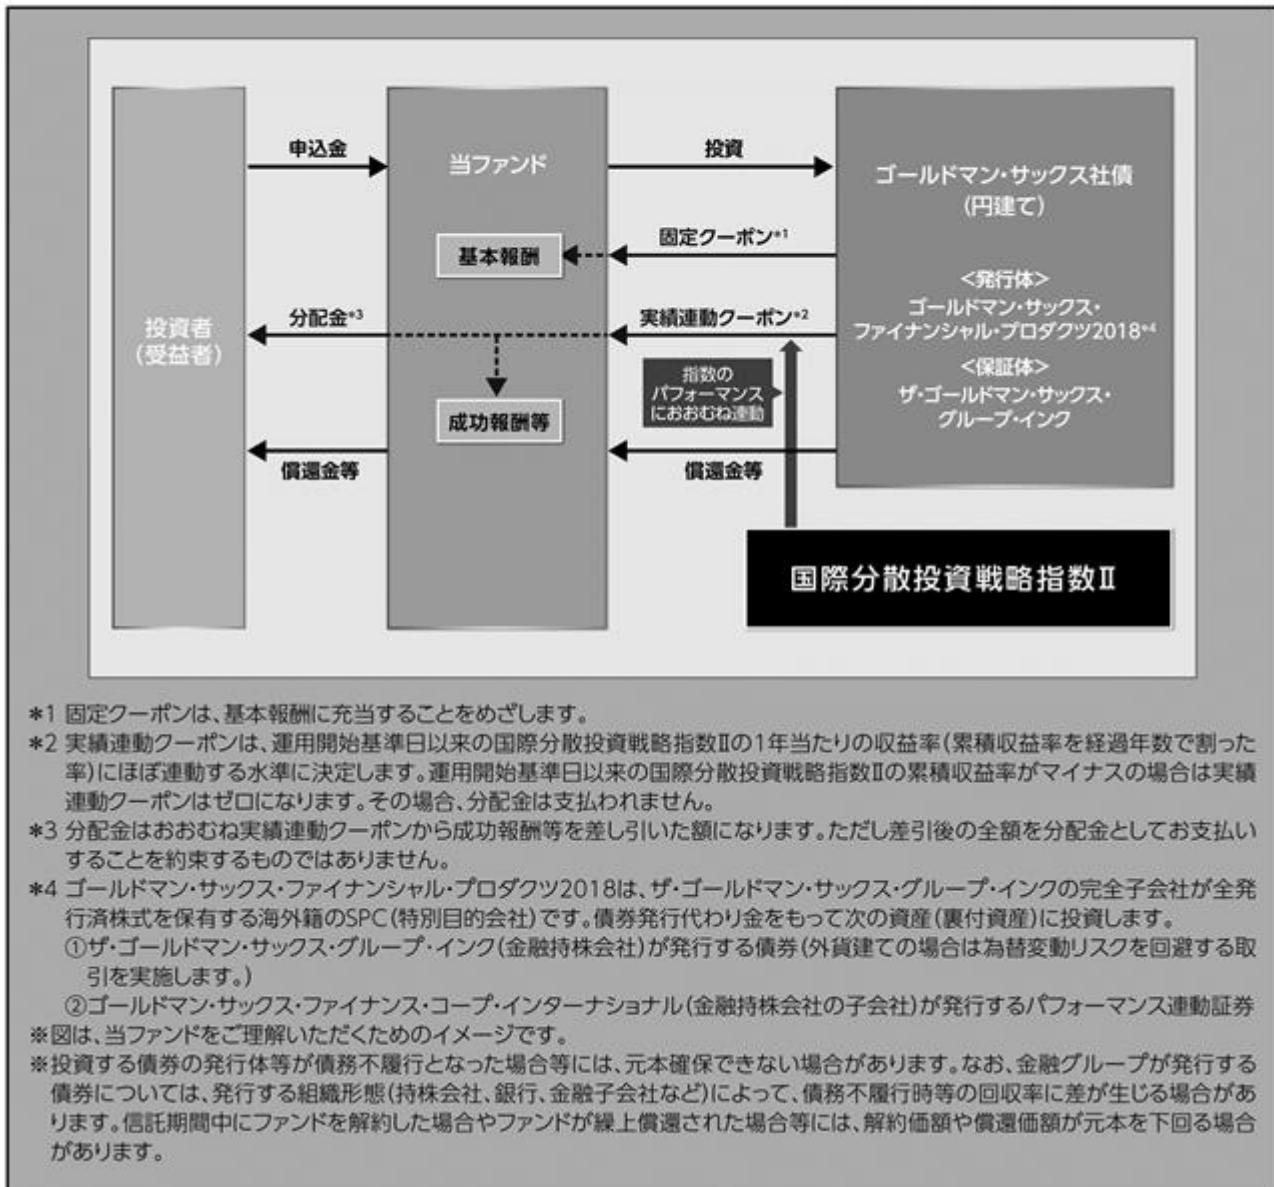 申込金
当ファンド
投資
ゴールドマン・サックス社債
(円建て)
固定クーポン*1
基本報酬
<発行体>
ゴールドマン・サックス・
ファイナンシャル・プロダクツ2018*4
投資者
(受益者)
分配金*3
実績連動クーポン*2
<保証体>
ザ・ゴールドマン・サックス・
グループ・インク
指数の
パフォーマンス
におおむね連動
成功報酬等
償還金等
償還金等
国際分散投資戦略指数Ⅱ
*1 固定クーポンは、基本報酬に充当することをめざします。
*2 実績連動クーポンは、運用開始基準日以来の国際分散投資戦略指数Ⅱの1年当たりの収益率(累積収益率を経過年数で割った
率)にほぼ連動する水準に決定します。運用開始基準日以来の国際分散投資戦略指数Ⅱの累積収益率がマイナスの場合は実績
連動クーポンはゼロになります。その場合、分配金は支払われません。
*3 分配金はおおむね実績連動クーポンから成功報酬等を差し引いた額になります。ただし差引後の全額を分配金としてお支払い
することを約束するものではありません。
*4 ゴールドマン・サックス・ファイナンシャル・プロダクツ2018は、ザ・ゴールドマン・サックス・グループ・インクの完全子会社が全発
行済株式を保有する海外籍のSPC(特別目的会社)です。債券発行代わり金をもって次の資産(裏付資産)に投資します。
①ザ・ゴールドマン・サックス・グループ・インク(金融持株会社)が発行する債券(外貨建ての場合は為替変動リスクを回避する取
引を実施します。)
②ゴールドマン・サックス・ファイナンス・コープ・インターナショナル(金融持株会社の子会社)が発行するパフォーマンス連動証券
※図は、当ファンドをご理解いただくためのイメージです。
※投資する債券の発行体等が債務不履行となった場合等には、元本確保できない場合があります。なお、金融グループが発行する
債券については、発行する組織形態(持株会社、銀行、金融子会社など)によって、債務不履行時等の回収率に差が生じる場合があ
ります。信託期間中にファンドを解約した場合やファンドが繰上償還された場合等には、解約価額や償還価額が元本を下回る場合
があります。